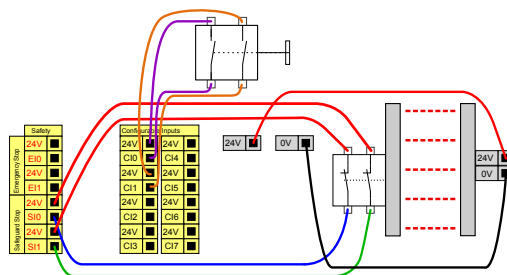 Safety
Emergency Stop
24V
EI0
24V
EI1
Safeguard Stop
24V
SI0
24V
SI1
Configurable Inputs
24V 24V
CI0 CI4
24V 24V
CI1 CI5
24V 24V
CI2 CI6
24V 24V
CI3 CI7
24V
0V
24V
0V